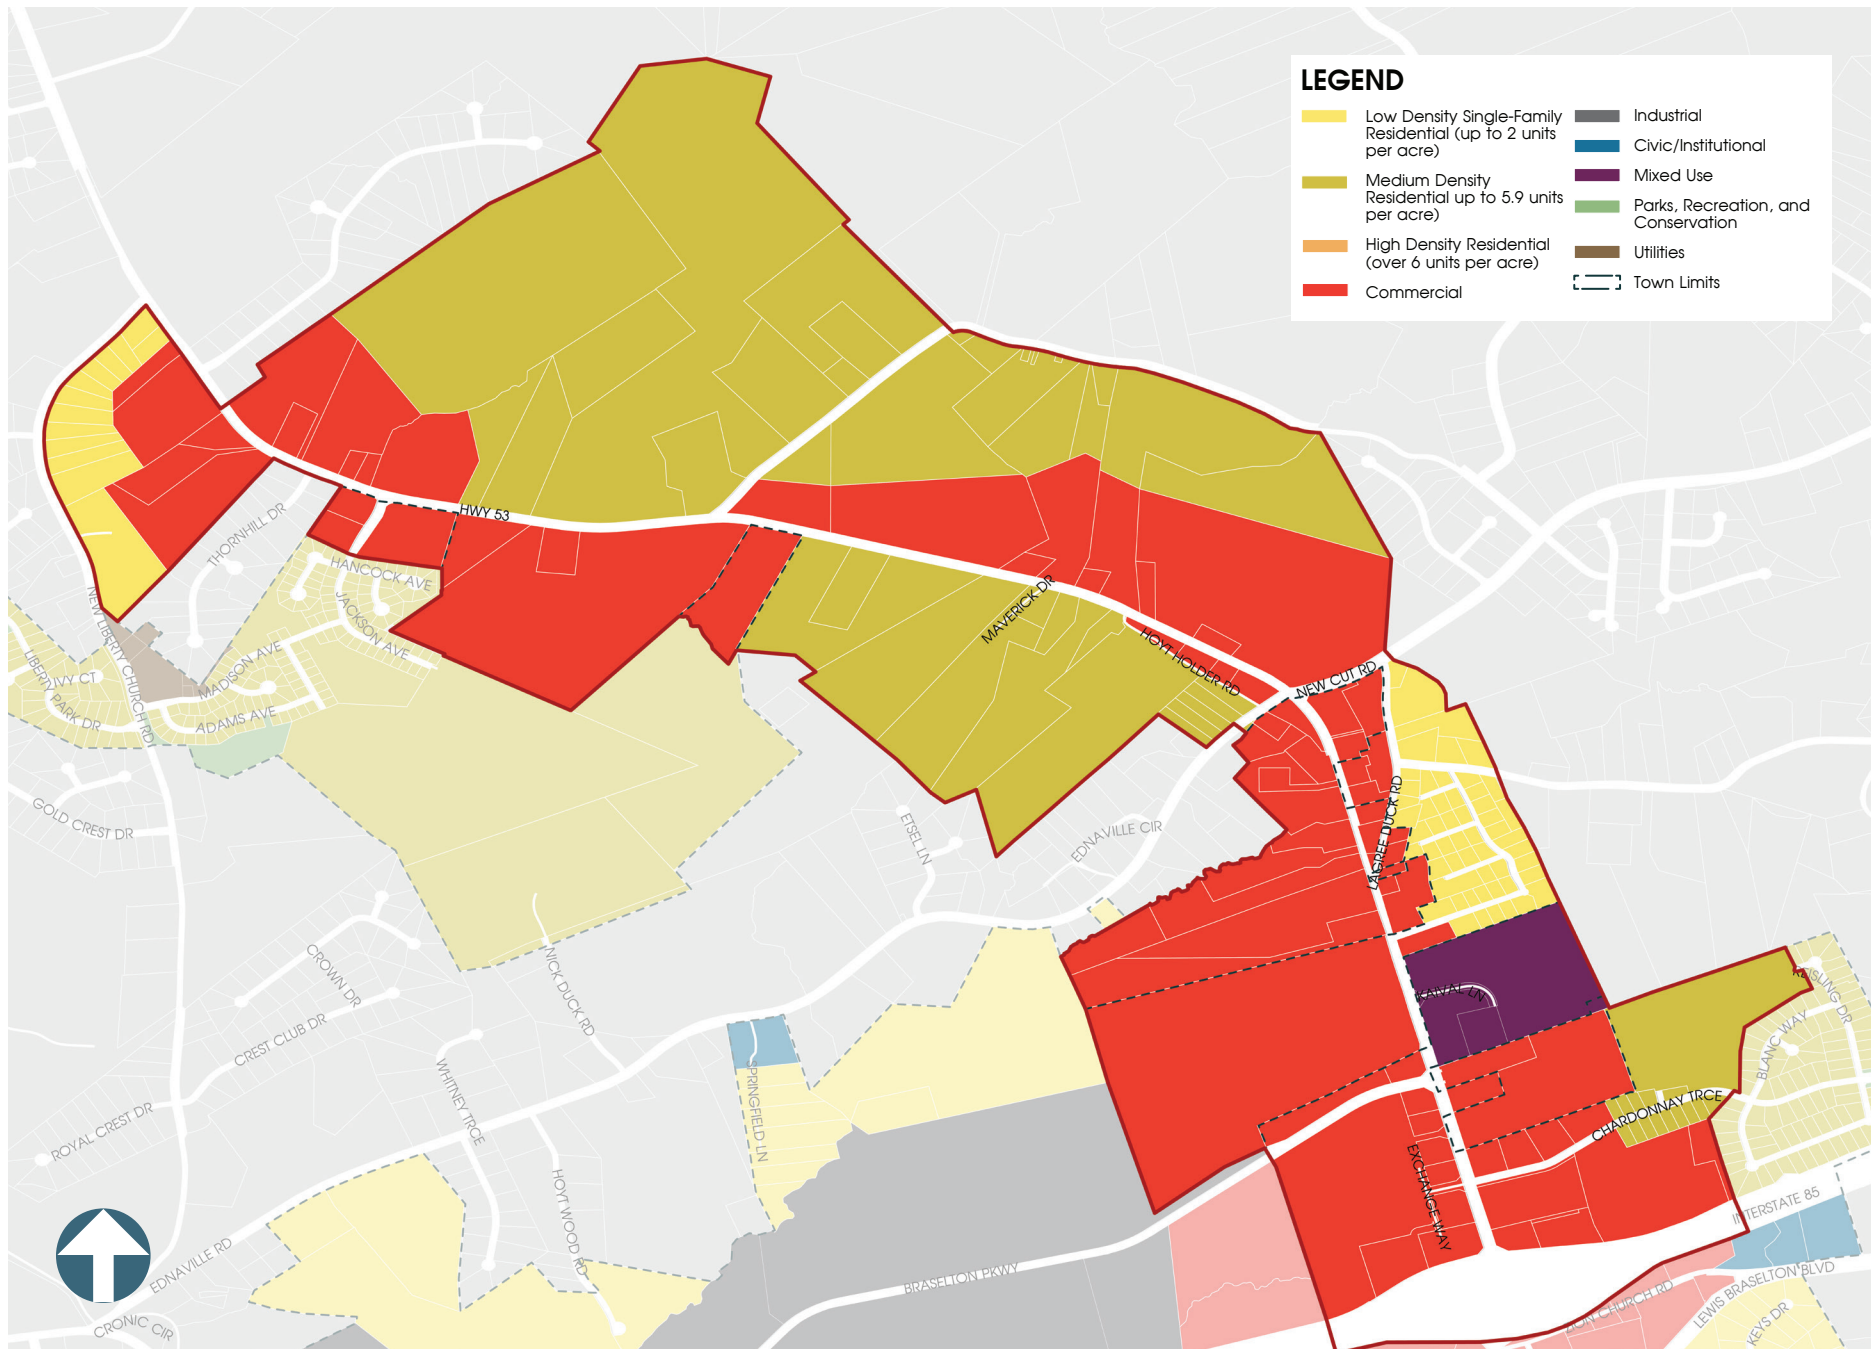 LEGEND
Low Density Single-Family
Residential (up to 2 units
per acre)
Medium Density
Residential up to 5.9 units
per acre)
High Density Residential
(over 6 units per acre)
Commercial
Industrial
Civic/Institutional
Mixed Use
Parks, Recreation, and
Conservation
Utilities
Town Limits
HWY 53
THORNHILL DR
HANCOCK AVE
JACKSON AVE
NEW LIBERTY CHURCH RD
MADISON AVE
ADAMS AVE
IVY CT
LIBERTY PARK DR
GOLD CREST DR
MAVERICK DR
HOYT HOLDER RD
NEW CUT RD
LAGREE DUCK RD
ETSEL LN
EDNAVILLE CIR
CROWN DR
NICK DUCK RD
CREST CLUB DR
WHITNEY TRCE
ROYAL CREST DR
SPRINGFIELD LN
HOYT WOOD RD
EDNAVILLE RD
CRONIC CIR
BRASELTON PKWY
KAIVAL LN
REISLING DR
BLANC WAY
CHARDONNAY TRCE
EXCHANGE WAY
INTERSTATE 85
CHURCH RD
LEWIS BRASELTON BLVD
KEYS DR